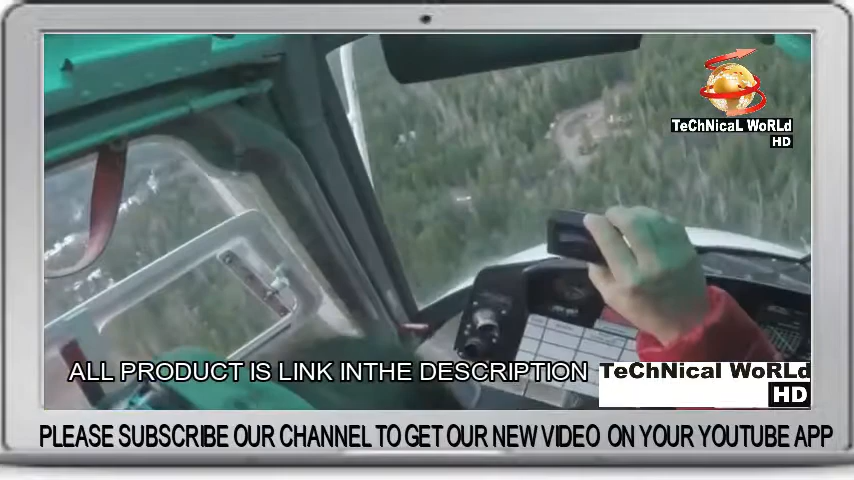 TeChNicaL WoRLd
HD
ALL PRODUCT IS LINK INTHE DESCRIPTION
TeChNical WoRLd
HD
PLEASE SUBSCRIBE OUR CHANNEL TO GET OUR NEW VIDEO ON YOUR YOUTUBE APP